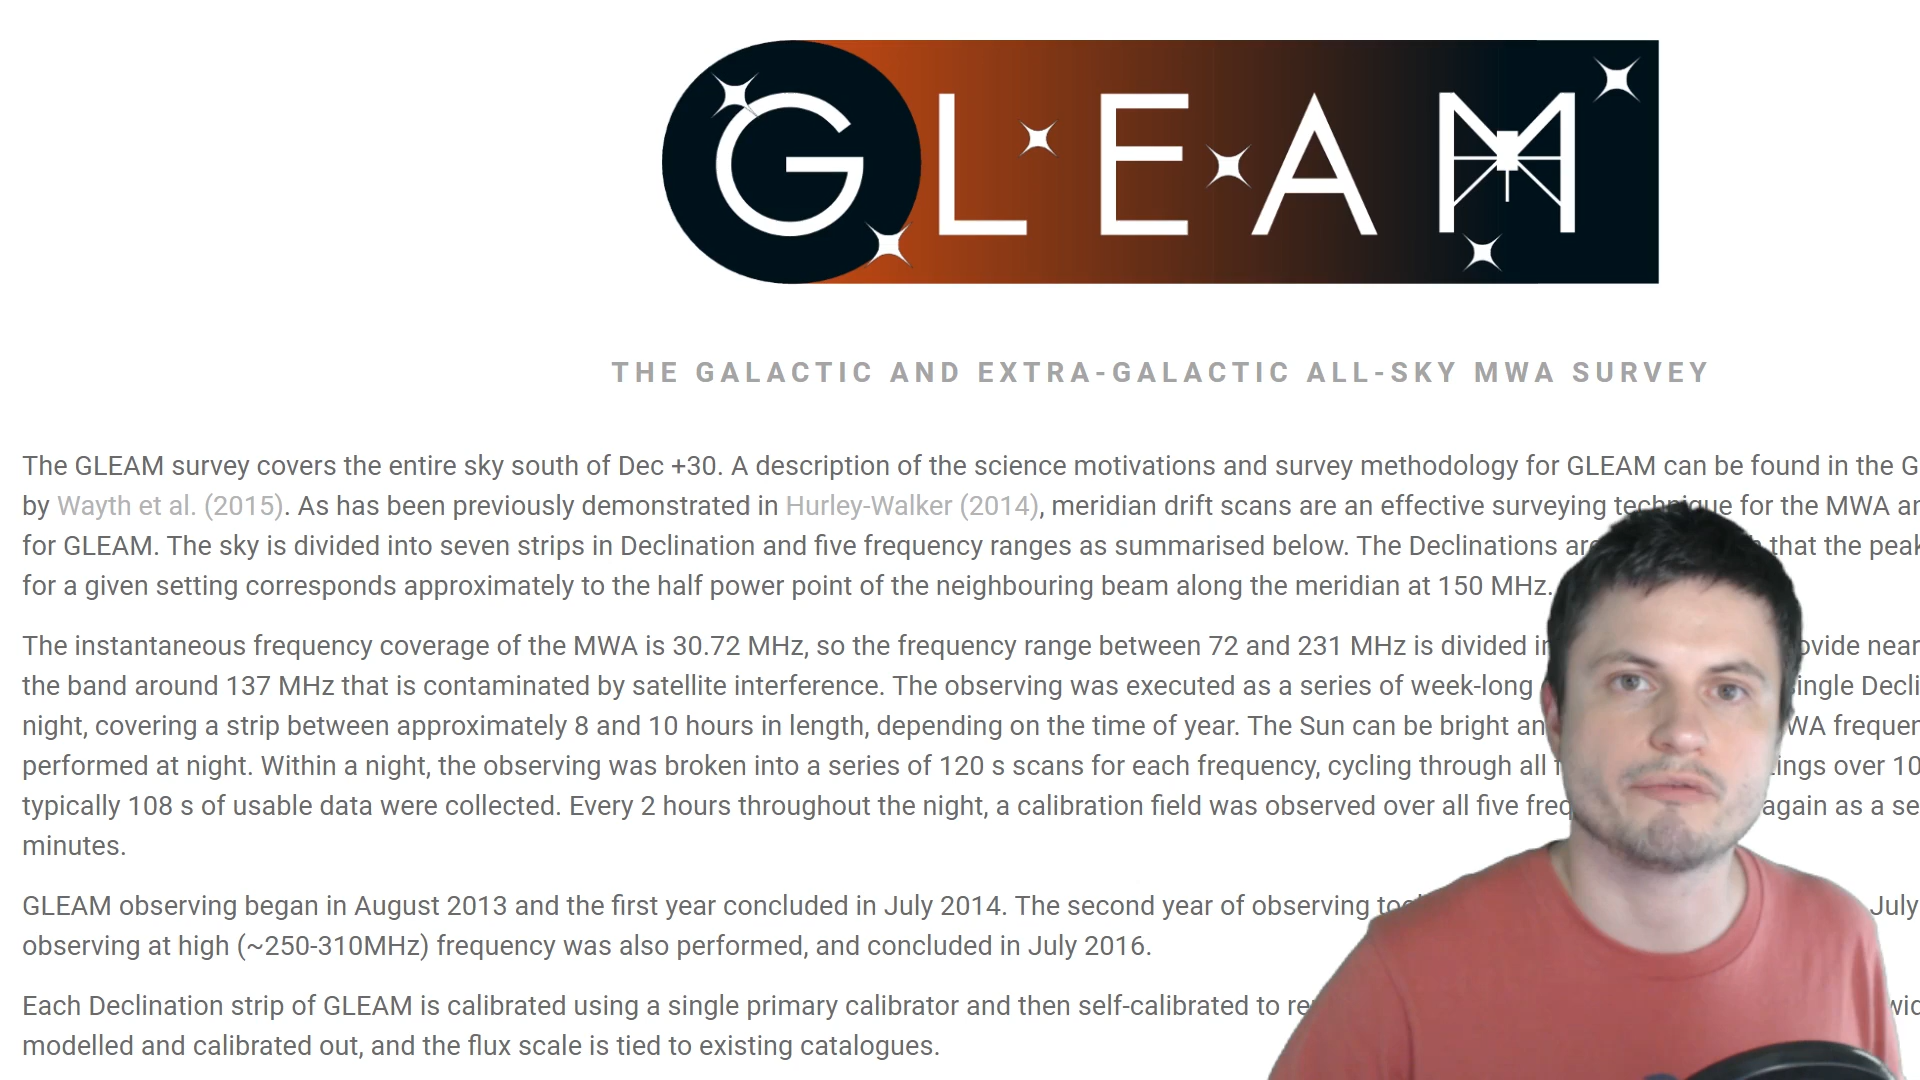 GLEAM
THE GALACTIC AND EXTRA-GALACTIC ALL-SKY MWA SURVEY
The GLEAM survey covers the entire sky south of Dec +30. A description of the science motivations and survey methodology for GLEAM can be found in the
by Wayth et al. (2015). As has been previously demonstrated in Hurley-Walker (2014), meridian drift scans are an effective surveying technique for the MWA
for GLEAM. The sky is divided into seven strips in Declination and five frequency ranges as summarised below. The Declinations are that the peak
for a given setting corresponds approximately to the half power point of the neighbouring beam along the meridian at 150 MHz.
The instantaneous frequency coverage of the MWA is 30.72 MHz, so the frequency range between 72 and 231 MHz is divided
the band around 137 MHz that is contaminated by satellite interference. The observing was executed as a series of week-long
night, covering a strip between approximately 8 and 10 hours in length, depending on the time of year. The Sun can be bright
performed at night. Within a night, the observing was broken into a series of 120 s scans for each frequency, cycling through all over
typically 108 s of usable data were collected. Every 2 hours throughout the night, a calibration field was observed over all five again as a
minutes.
GLEAM observing began in August 2013 and the first year concluded in July 2014. The second year of observing July
observing at high (~250-310MHz) frequency was also performed, and concluded in July 2016.
Each Declination strip of GLEAM is calibrated using a single primary calibrator and then self-calibrated to
modelled and calibrated out, and the flux scale is tied to existing catalogues.